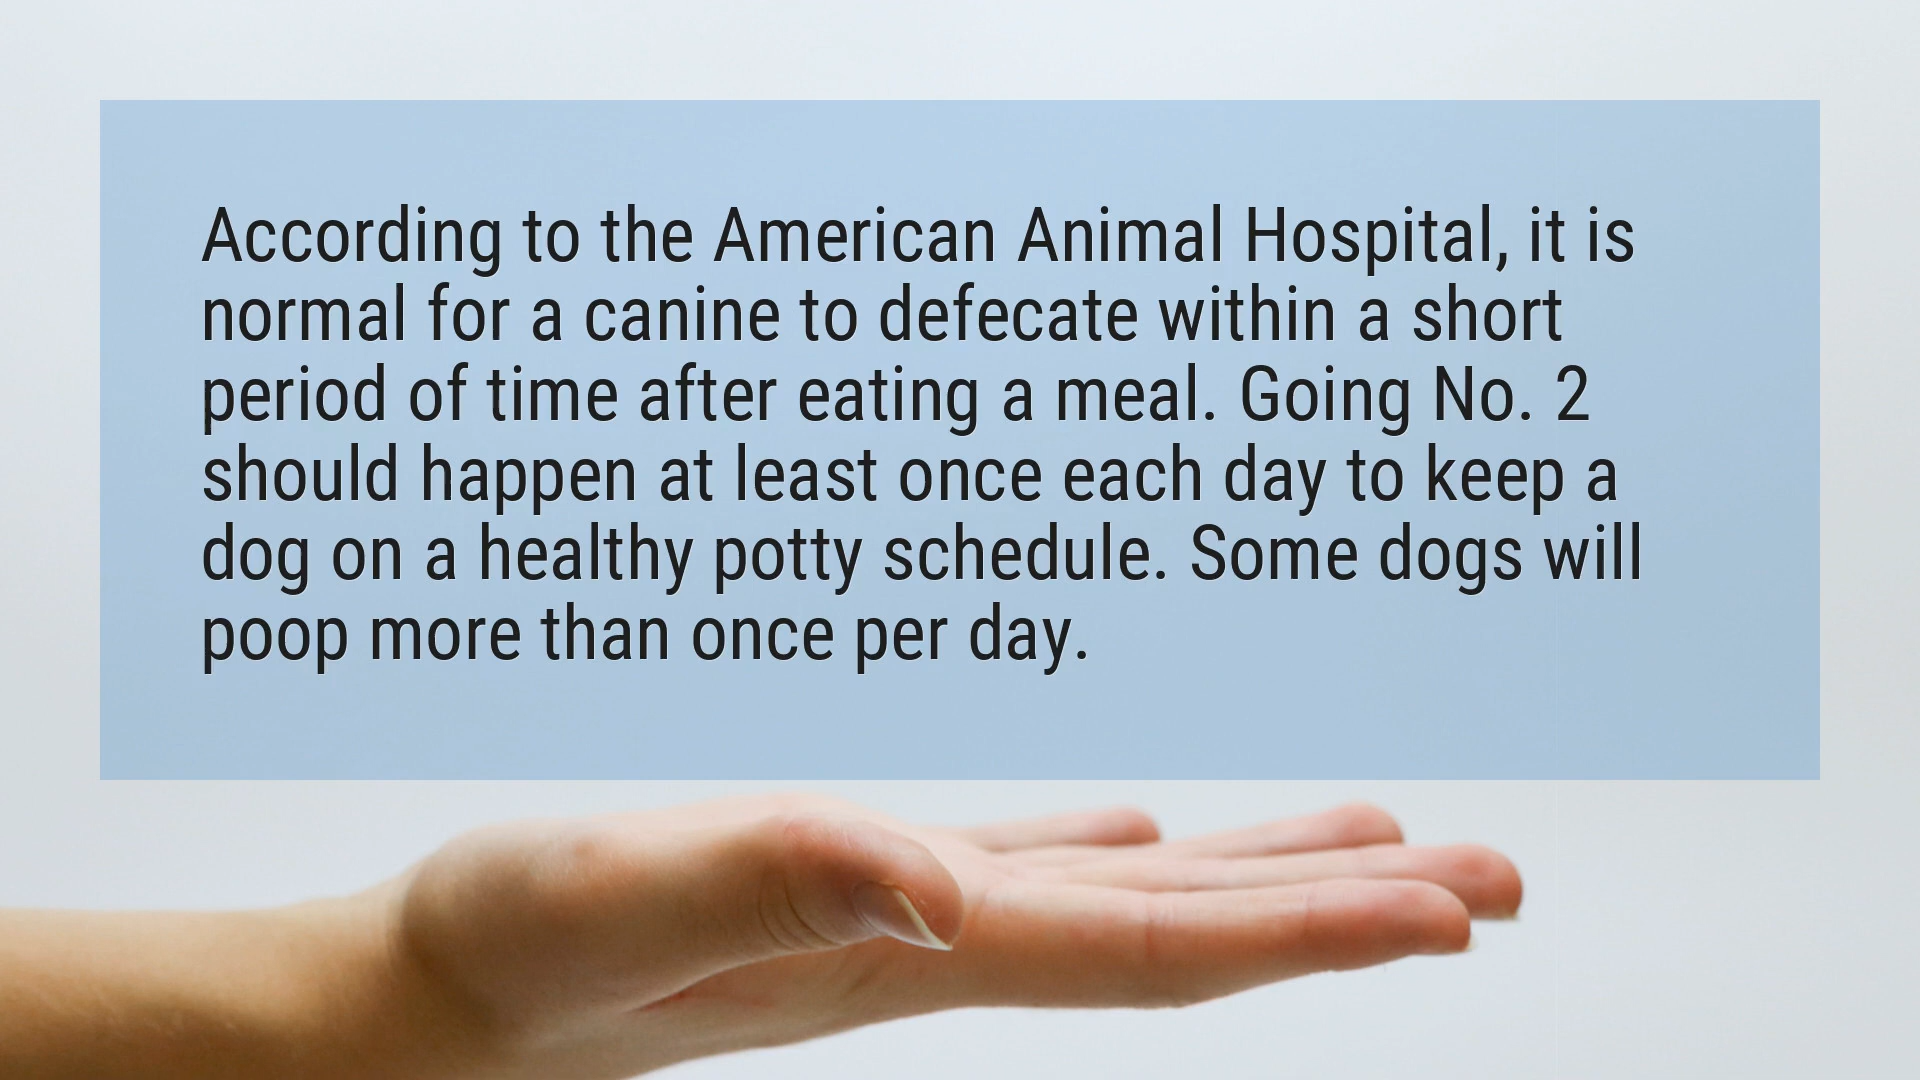 According to the American Animal Hospital, it is
normal for a canine to defecate within a short
period of time after eating a meal. Going No. 2
should happen at least once each day to keep a
dog on a healthy potty schedule. Some dogs will
poop more than once per day.